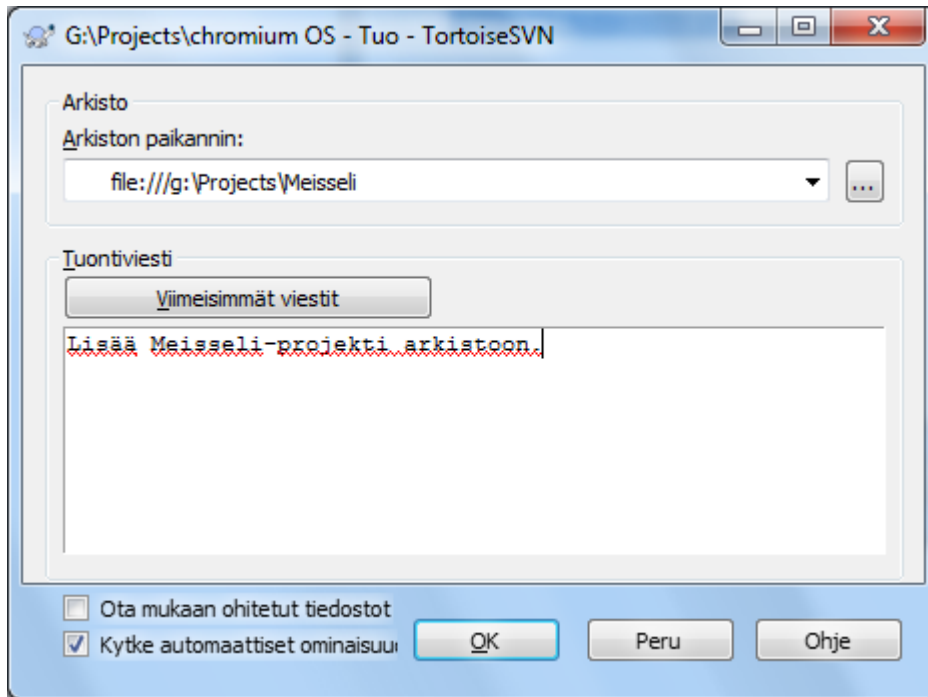 G:\Projects\chromium OS - Tuo - TortoiseSVN
Arkisto
Arkiston paikannin:
file:///g:\Projects\Meisseli
...
Tuontiviesti
Viimeisimmät viestit
Lisää Meisseli-projekti arkistoon.
Ota mukaan ohitetut tiedostot
Kytke automaattiset ominaisuu
OK
Peru
Ohje